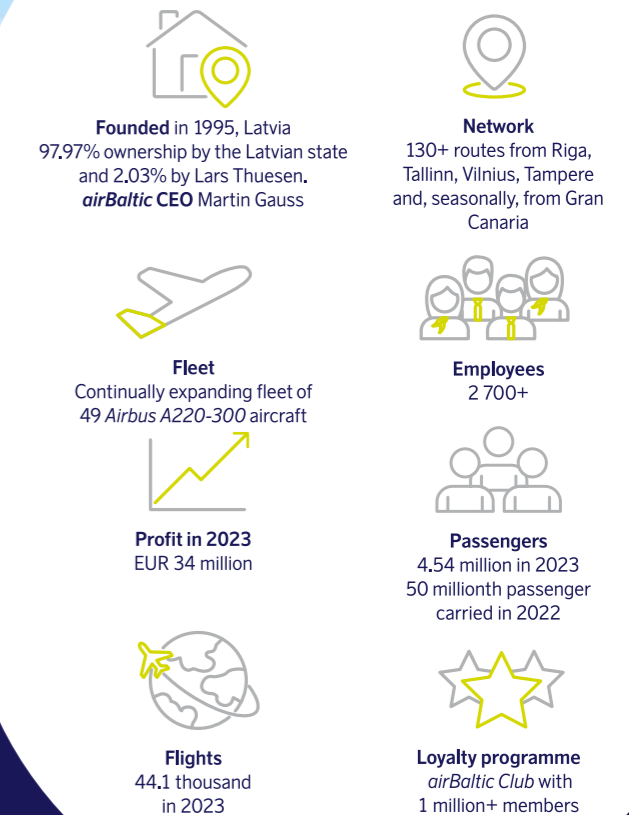 Founded in 1995, Latvia
97.97% ownership by the Latvian state
and 2.03% by Lars Thuesen.
airBaltic CEO Martin Gauss
Network
130+ routes from Riga,
Tallinn, Vilnius, Tampere
and, seasonally, from Gran
Canaria
Fleet
Continually expanding fleet of
49 Airbus A220-300 aircraft
Employees
2 700+
Profit in 2023
EUR 34 million
Passengers
4.54 million in 2023
50 millionth passenger
carried in 2022
Flights
44.1 thousand
in 2023
Loyalty programme
airBaltic Club with
1 million+ members